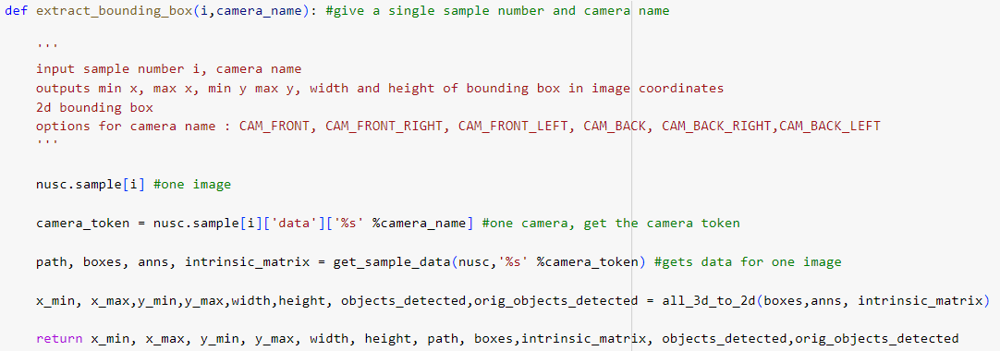 def extract_bounding_box(i,camera_name): #give a single sample number and camera name
'''
input sample number i, camera name
outputs min x, max x, min y max y, width and height of bounding box in image coordinates
2d bounding box
options for camera name : CAM_FRONT, CAM_FRONT_RIGHT, CAM_FRONT_LEFT, CAM_BACK, CAM_BACK_RIGHT,CAM_BACK_LEFT
'''
nusc.sample[i] #one image
camera_token = nusc.sample[i]['data']['%s' %camera_name] #one camera, get the camera token
path, boxes, anns, intrinsic_matrix = get_sample_data(nusc,'%s' %camera_token) #gets data for one image
x_min, x_max,y_min,y_max,width,height, objects_detected,orig_objects_detected = all_3d_to_2d(boxes,anns, intrinsic_matrix)
return x_min, x_max, y_min, y_max, width, height, path, boxes,intrinsic_matrix, objects_detected,orig_objects_detected